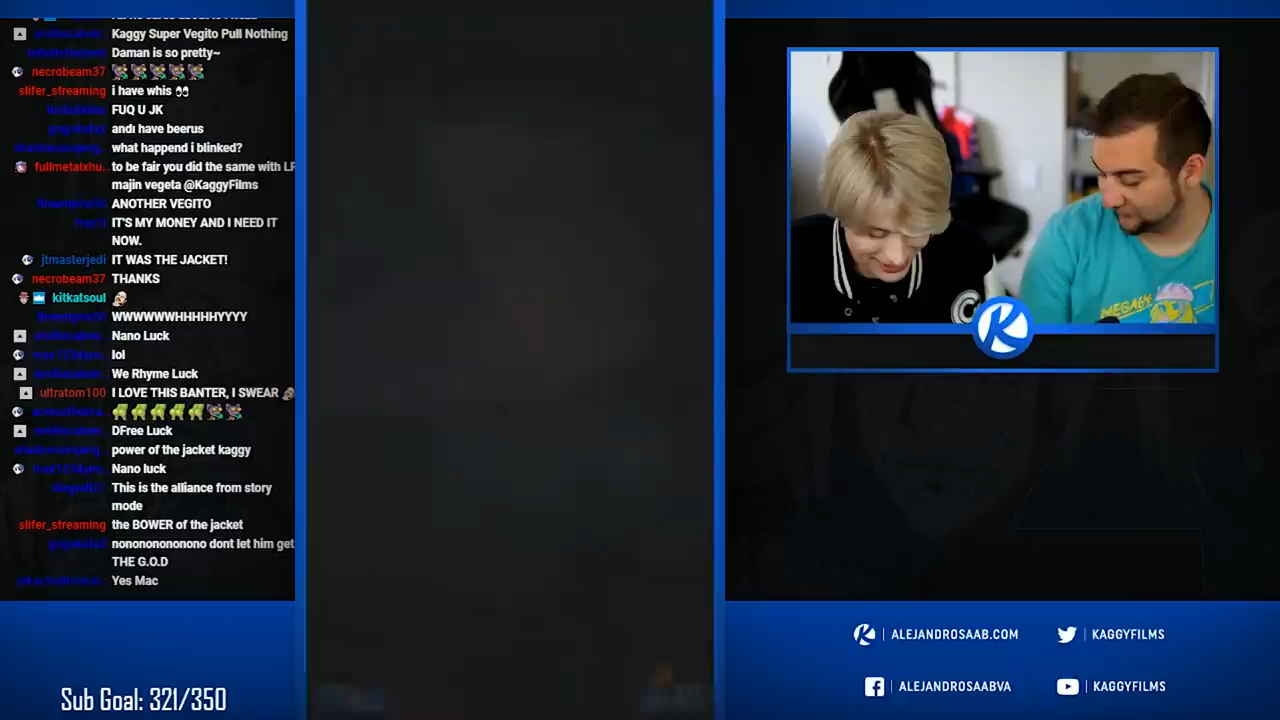 Kaggy Super Vegito Pull Nothing
Daman is so pretty~
necrobeam37
slifer_streaming i have whis
FUQ U JK
andı have beerus
what happend i blinked?
fullmetalxhu... to be fair you did the same with LR
majin vegeta @KaggyFilms
ANOTHER VEGITO
IT'S MY MONEY AND I NEED IT
NOW.
jtmasterjedi IT WAS THE JACKET!
necrobeam37 THANKS
kitkatsoul
WWWWWWHHHHHYYYY
Nano Luck
lol
We Rhyme Luck
ultratom100 I LOVE THIS BANTER, I SWEAR
DFree Luck
power of the jacket kaggy
Nano luck
This is the alliance from story
mode
slifer_streaming the BOWER of the jacket
nonononononono dont let him get
THE G.O.D
Yes Mac
Sub Goal: 321/350
MEGAGY
C
K
K | ALEJANDROSAAB.COM
| KAGGYFILMS
| ALEJANDROSAABVA
| KAGGYFILMS